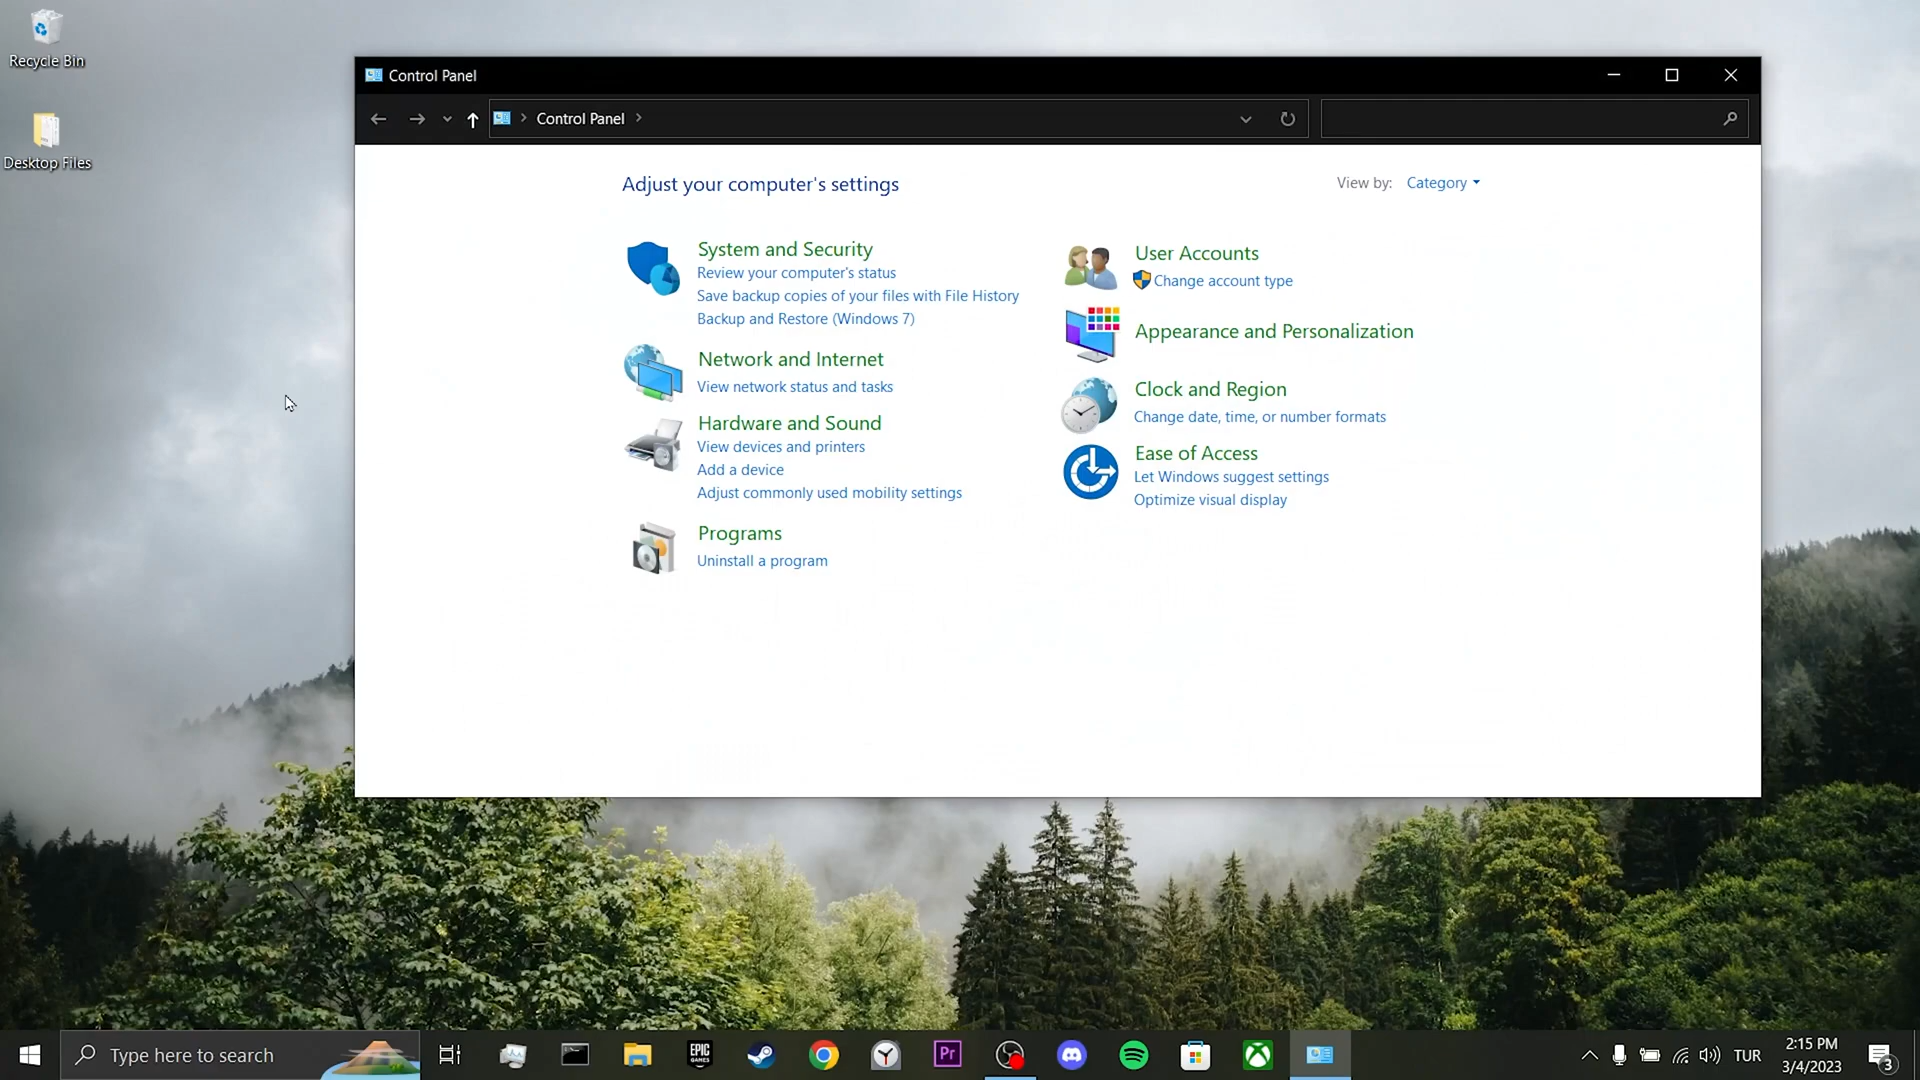 Recycle Bin
Desktop Files
Control Panel
Control Panel
Adjust your computer's settings
View by: Category
System and Security
Review your computer's status
Save backup copies of your files with File History
Backup and Restore (Windows 7)
Network and Internet
View network status and tasks
Hardware and Sound
View devices and printers
Add a device
Adjust commonly used mobility settings
Programs
Uninstall a program
User Accounts
Change account type
Appearance and Personalization
Clock and Region
Change date, time, or number formats
Ease of Access
Let Windows suggest settings
Optimize visual display
Type here to search
EPIC
GAMES
Pr
TUR
2:15 PM
3/4/2023
3